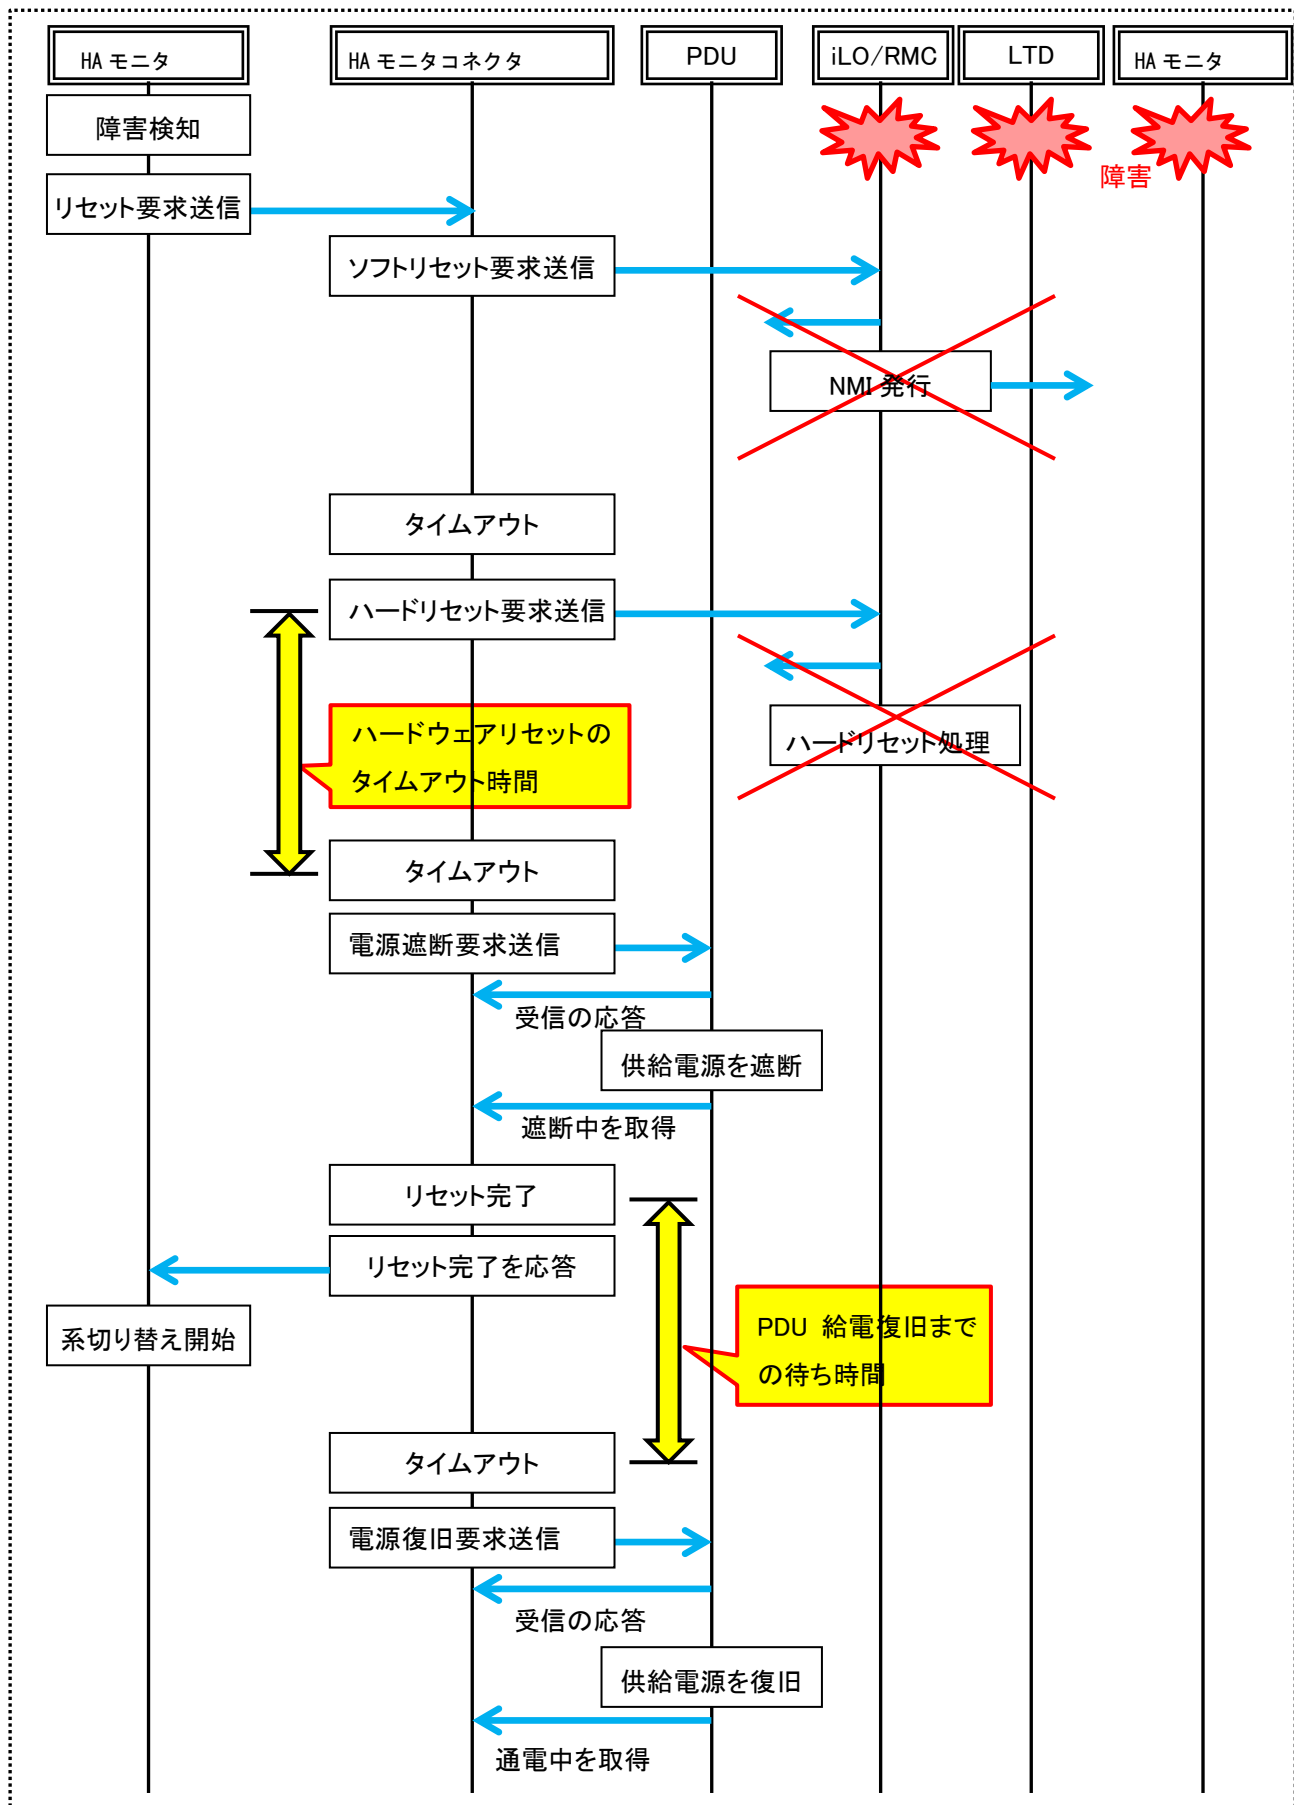 HA モニタ
HA モニタコネクタ
PDU
iLO/RMC
LTD
HA モニタ
障害検知
障害
リセット要求送信
ソフトリセット要求送信
NMI 発行
タイムアウト
ハードリセット要求送信
ハードウェアリセットの
タイムアウト時間
ハードリセット処理
タイムアウト
電源遮断要求送信
受信の応答
供給電源を遮断
遮断中を取得
リセット完了
リセット完了を応答
系切り替え開始
PDU 給電復旧まで
の待ち時間
タイムアウト
電源復旧要求送信
受信の応答
供給電源を復旧
通電中を取得